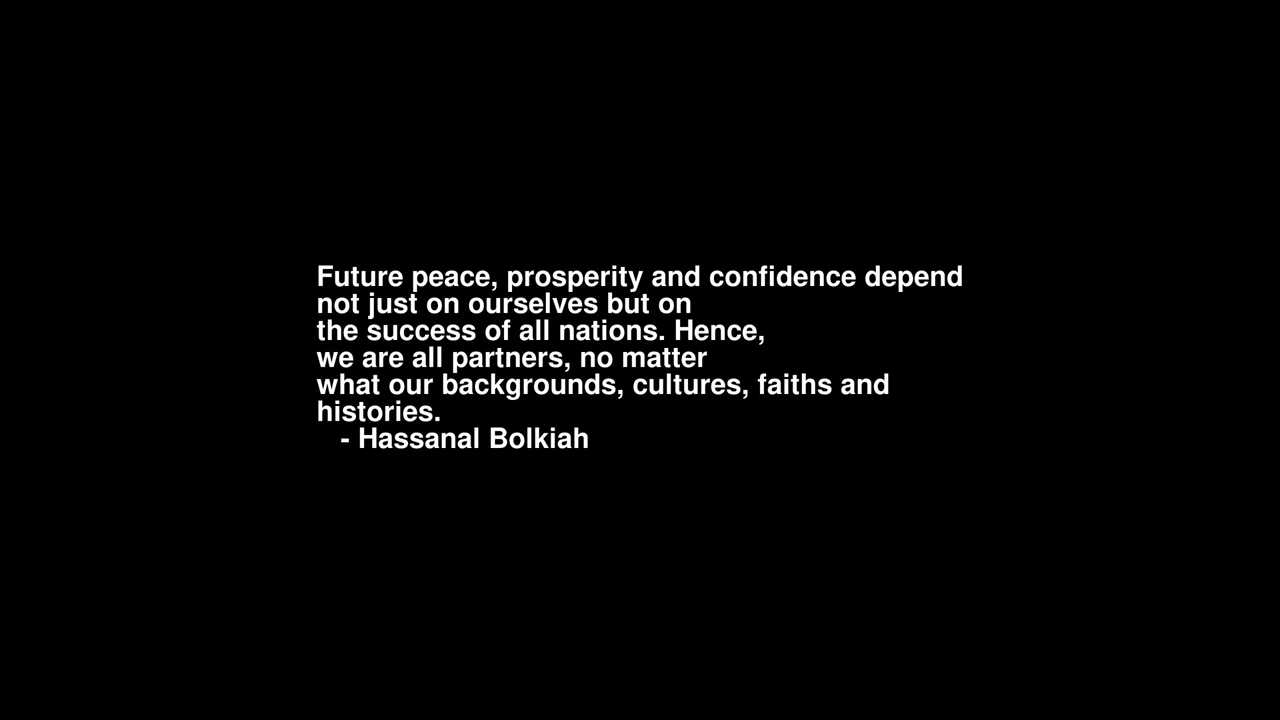 Future peace, prosperity and confidence depend
not just on ourselves but on
the success of all nations. Hence,
we are all partners, no matter
what our backgrounds, cultures, faiths and
histories.
- Hassanal Bolkiah